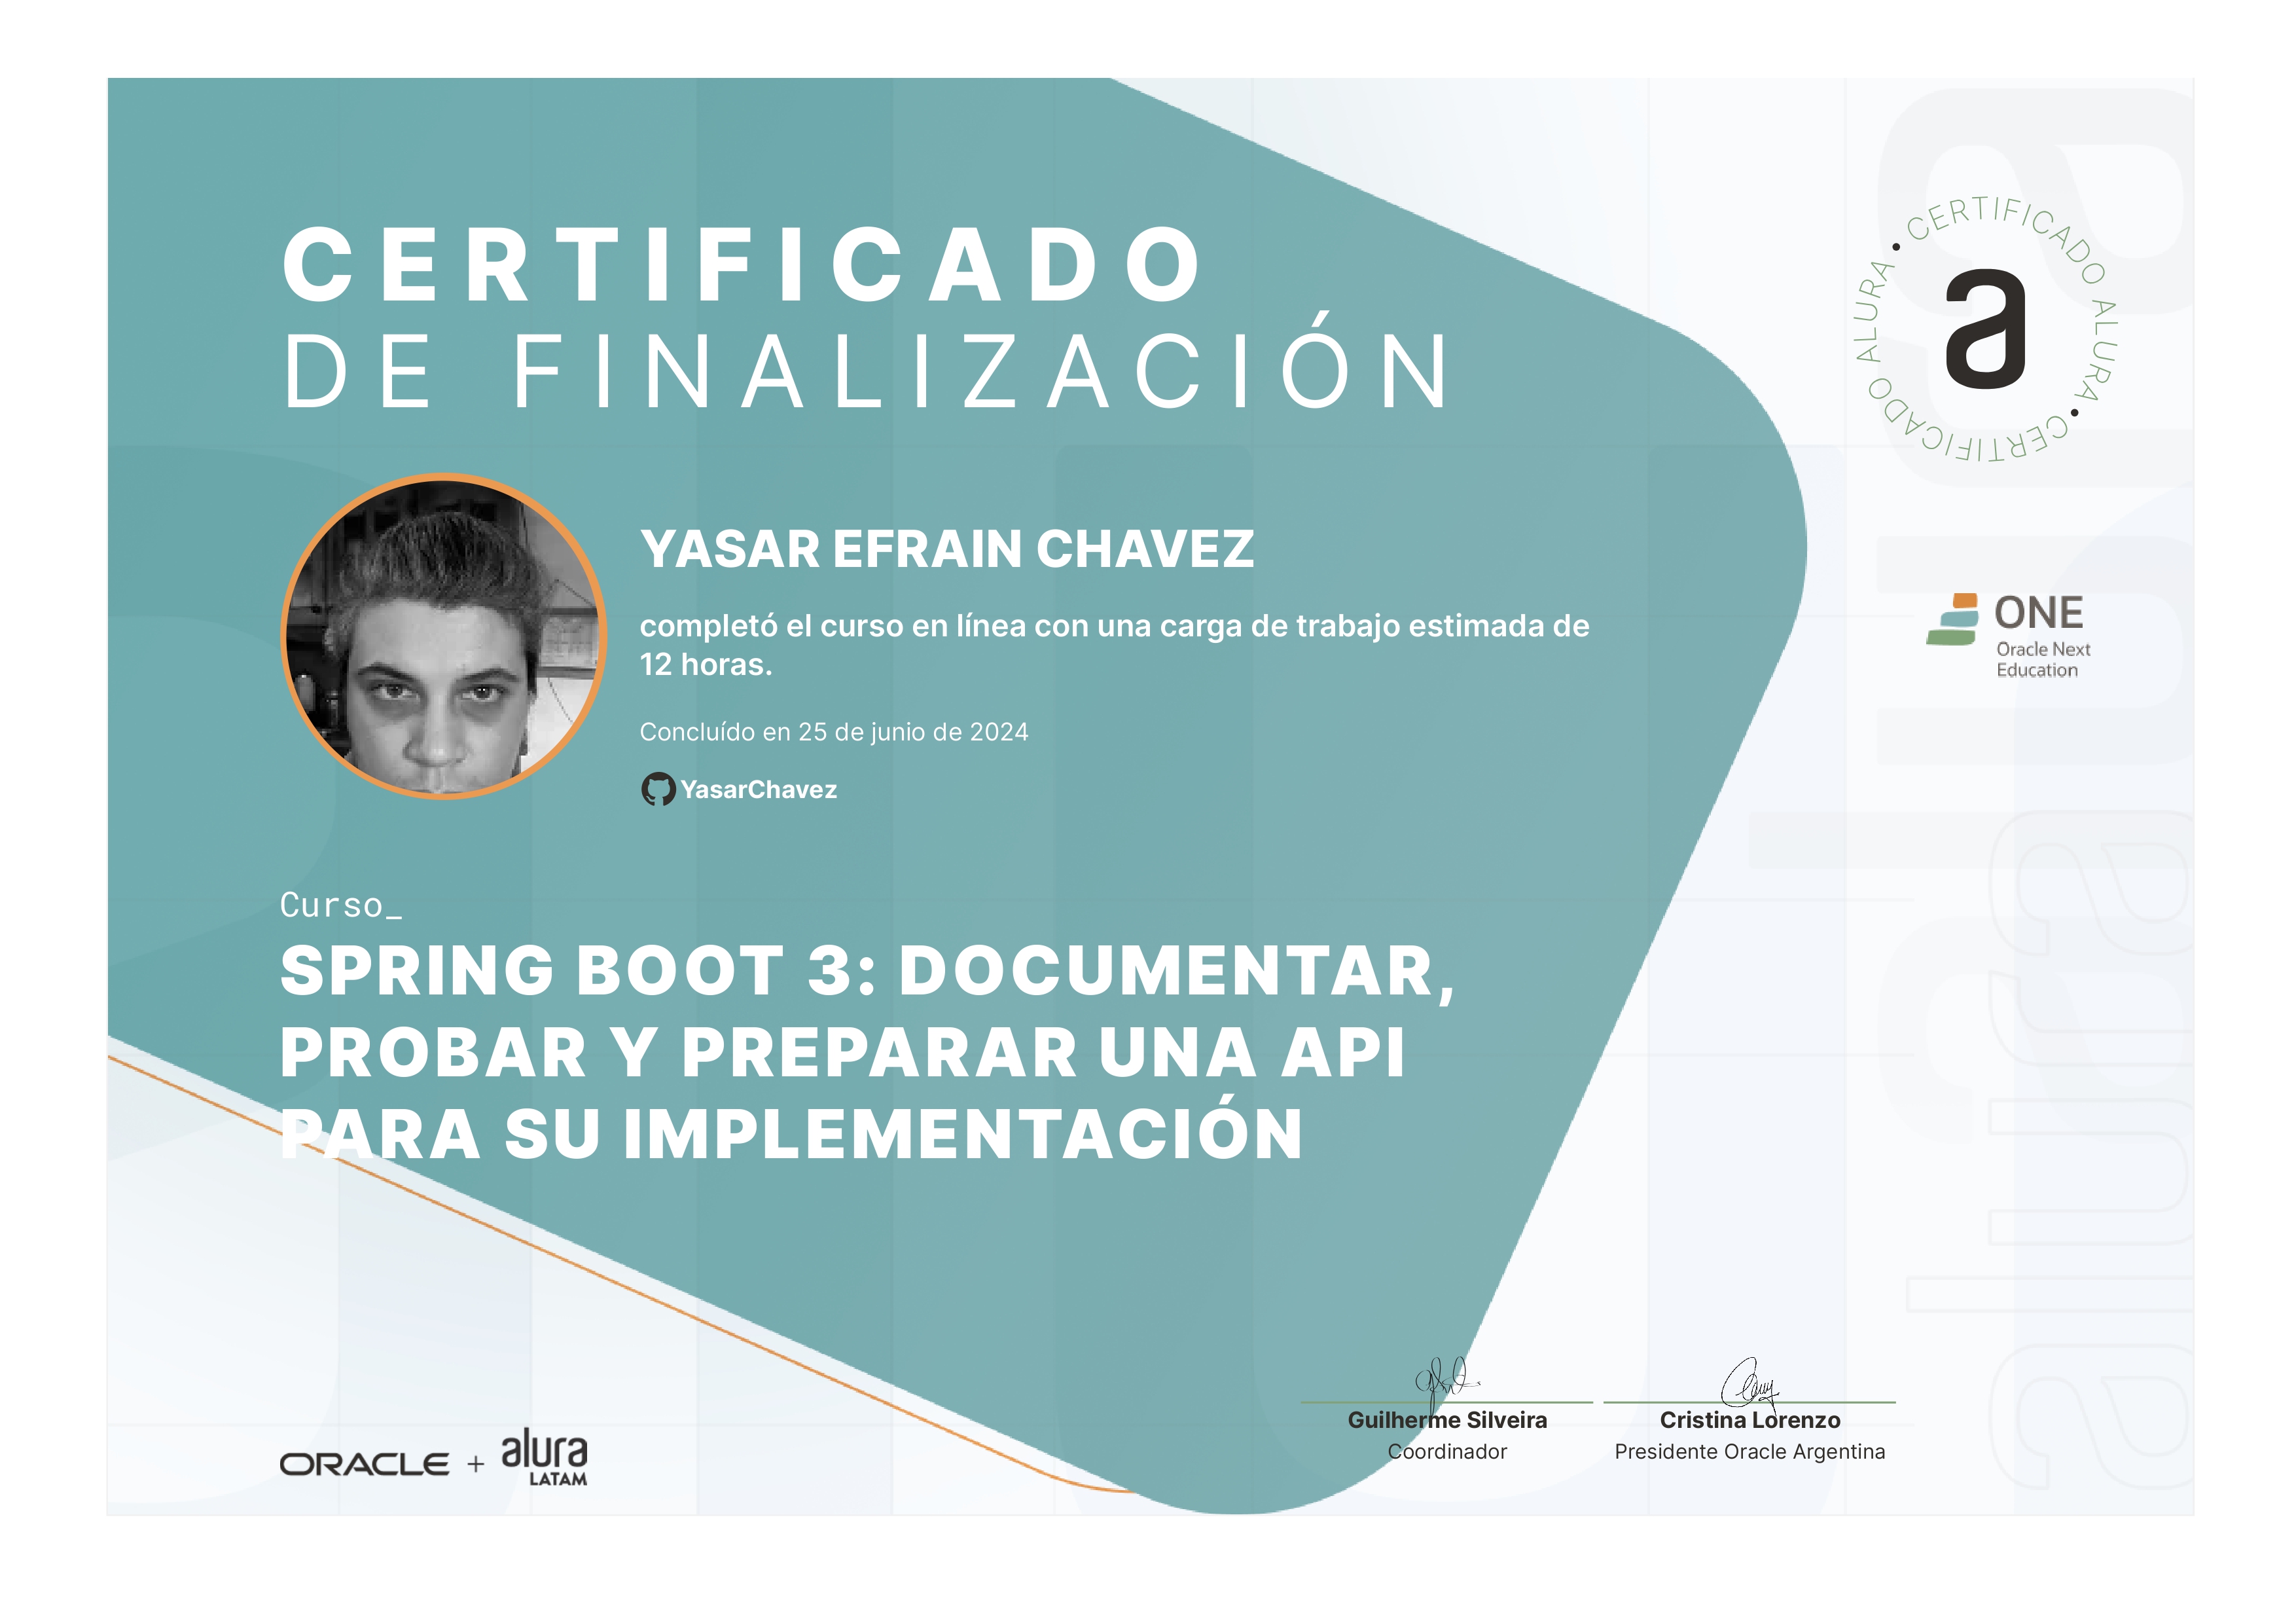 CERTIFICADO
DE FINALIZACIÓN
• CERTIFICADO ALURA • CERTIFICADO ALURA
a
YASAR EFRAIN CHAVEZ
completó el curso en línea con una carga de trabajo estimada de
12 horas.
Concluído en 25 de junio de 2024
YasarChavez
ONE
Oracle Next
Education
Curso_
SPRING BOOT 3: DOCUMENTAR,
PROBAR Y PREPARAR UNA API
PARA SU IMPLEMENTACIÓN
alura
Guilherme Silveira
Coordinador
Cristina Lorenzo
Presidente Oracle Argentina
ORACLE + alura
LATAM